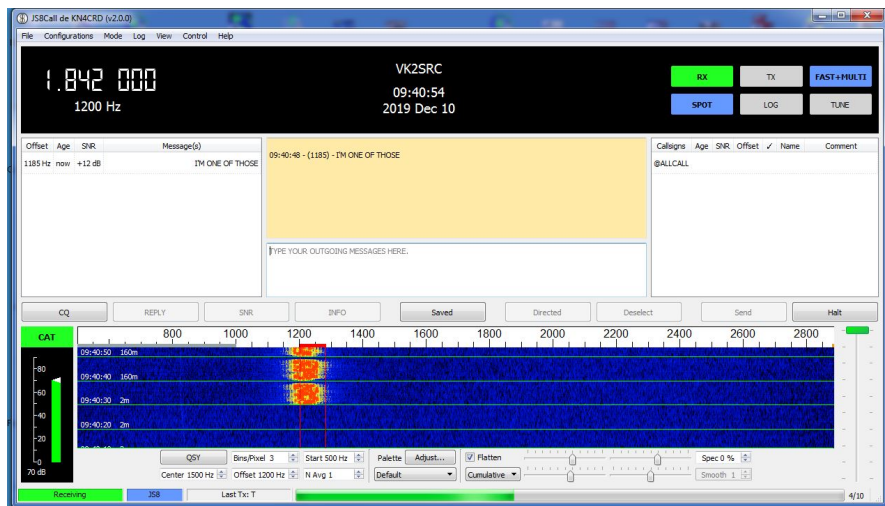 JS8Call de KN4CRD (v2.0.0)
File Configurations Mode Log View Control Help
1.842 000
1200 Hz
VK2SRC
09:40:54
2019 Dec 10
RX TX FAST+MULTI
SPOT LOG TUNE
Offset Age SNR Message(s)
1185 Hz now +12 dB I'M ONE OF THOSE
09:40:48 - (1185) - I'M ONE OF THOSE
TYPE YOUR OUTGOING MESSAGES HERE.
Callsigns Age SNR Offset ✓ Name Comment
@ALLCALL
CQ REPLY SNR INFO Saved Directed Deselect Send Halt
CAT
800 1000 1200 1400 1600 1800 2000 2200 2400 2600 2800
09:40:50 160m
09:40:40 160m
09:40:30 2m
09:40:20 2m
-80
-60
-40
-20
-0
70 dB
QSY Bins/Pixel 3 Start 500 Hz Palette Adjust... Flatten Spec 0 %
Center 1500 Hz Offset 1200 Hz N Avg 1 Default Cumulative Smooth 1
Receiving JS8 Last Tx: T 4/10